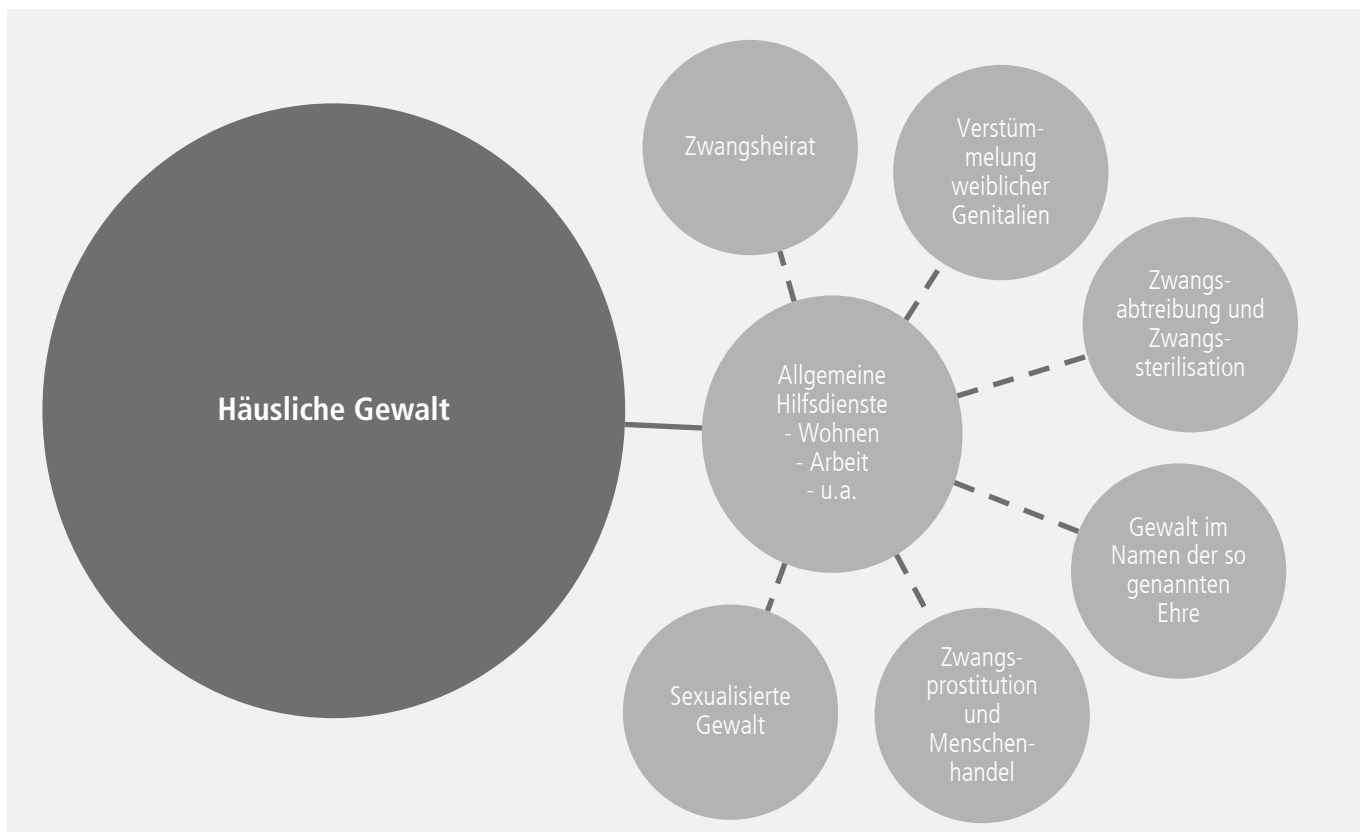 Häusliche Gewalt
Zwangsheirat
Verstüm-
melung
weiblicher
Genitalien
Zwangs-
abtreibung und
Zwangs-
sterilisation
Allgemeine
Hilfsdienste
- Wohnen
- Arbeit
- u.a.
Gewalt im
Namen der so
genannten
Ehre
Zwangs-
prostitution
und
Menschen-
handel
Sexualisierte
Gewalt